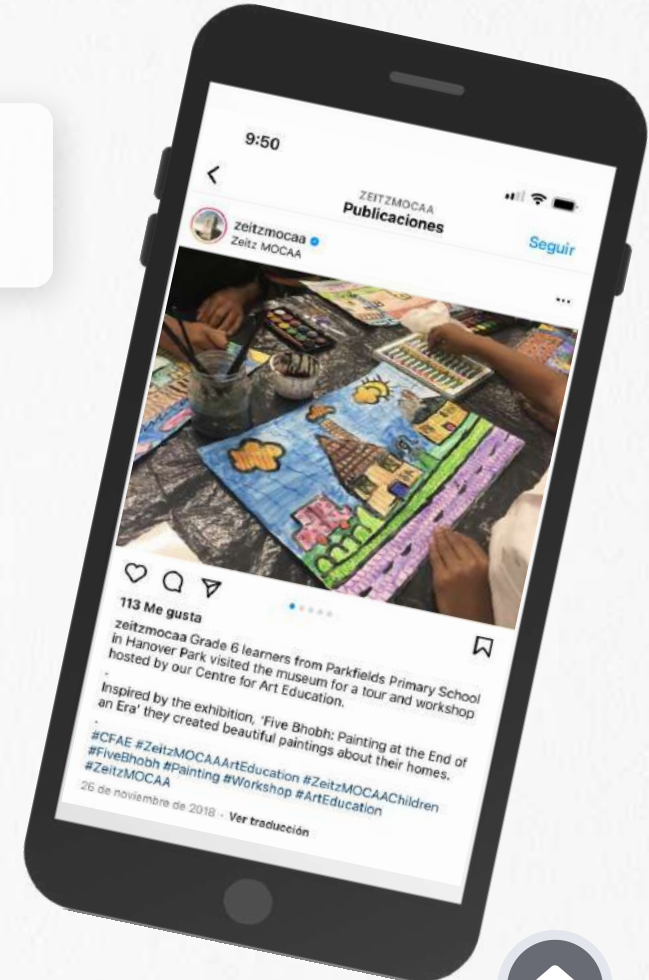 9:50
ZEITZMOCAA
Publicaciones
zeitzmocaa
Zeitz MOCAA
Seguir
113 Me gusta
zeitzmocaa Grade 6 learners from Parkfields Primary School
in Hanover Park visited the museum for a tour and workshop
hosted by our Centre for Art Education.
.
Inspired by the exhibition, 'Five Bhobh: Painting at the End of
an Era' they created beautiful paintings about their homes.
.
#CFAE #ZeitzMOCAAArtEducation #ZeitzMOCAAChildren
#FiveBhobh #Painting #Workshop #ArtEducation
#ZeitzMOCAA
26 de noviembre de 2018 · Ver traducción